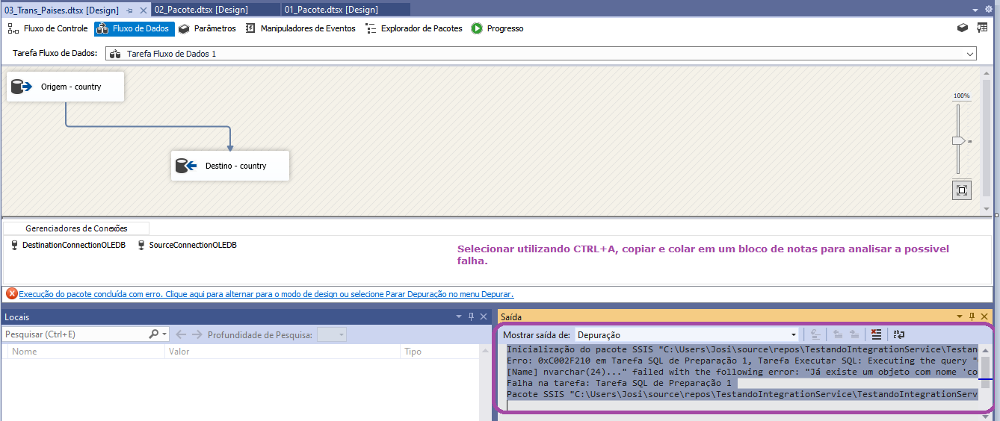 03_Trans_Paises.dtsx [Design]
02_Pacote.dtsx [Design]
01_Pacote.dtsx [Design]
Fluxo de Controle
Fluxo de Dados
Parâmetros
Manipuladores de Eventos
Explorador de Pacotes
Progresso
Tarefa Fluxo de Dados:
Tarefa Fluxo de Dados 1
Origem - country
100%
Destino - country
Gerenciadores de Conexões
DestinationConnectionOLEDB
SourceConnectionOLEDB
Selecionar utilizando CTRL+A, copiar e colar em um bloco de notas para analisar a possivel
falha.
Execução do pacote concluída com erro. Clique aqui para alternar para o modo de design ou selecione Parar Depuração no menu Depurar.
Locais
Pesquisar (Ctrl+E)
Profundidade de Pesquisa:
Nome
Valor
Tipo
Saída
Mostrar saída de:
Depuração
Inicialização do pacote SSIS "C:\Users\Josi\source\repos\TestandoIntegrationService\Testand
Erro: 0xC002F210 em Tarefa SQL de Preparação 1, Tarefa Executar SQL: Executing the query "
[Name] nvarchar(24)..." failed with the following error: "Já existe um objeto com nome 'co
Falha na tarefa: Tarefa SQL de Preparação 1
Pacote SSIS "C:\Users\Josi\source\repos\TestandoIntegrationService\TestandoIntegrationServ